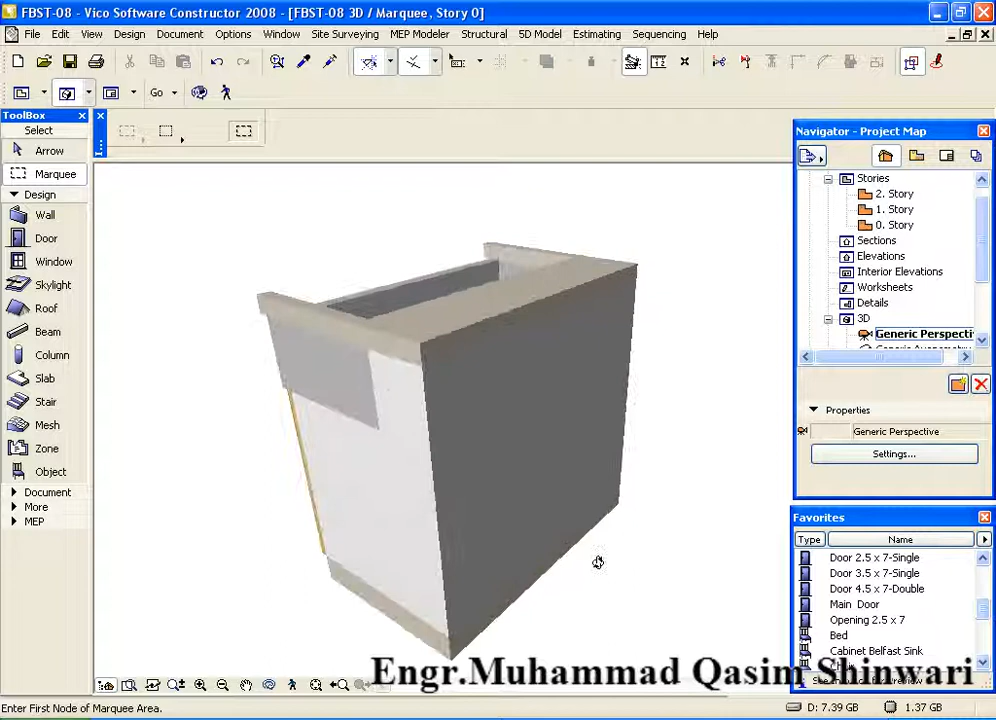 FBST-08 - Vico Software Constructor 2008 - [FBST-08 3D / Marquee, Story 0]
File Edit View Design Document Options Window Site Surveying MEP Modeler Structural 5D Model Estimating Sequencing Help
Go
ToolBox
Select
Arrow
Marquee
Design
Wall
Door
Window
Skylight
Roof
Beam
Column
Slab
Stair
Mesh
Zone
Object
Document
More
MEP
Navigator - Project Map
Stories
2. Story
1. Story
0. Story
Sections
Elevations
Interior Elevations
Worksheets
Details
3D
Generic Perspecti
Properties
Generic Perspective
Settings...
Favorites
Type Name
Door 2.5 x 7-Single
Door 3.5 x 7-Single
Door 4.5 x 7-Double
Main Door
Opening 2.5 x 7
Bed
Cabinet Belfast Sink
Engr.Muhammad Qasim Shinwari
Enter First Node of Marquee Area.
D: 7.39 GB 1.37 GB